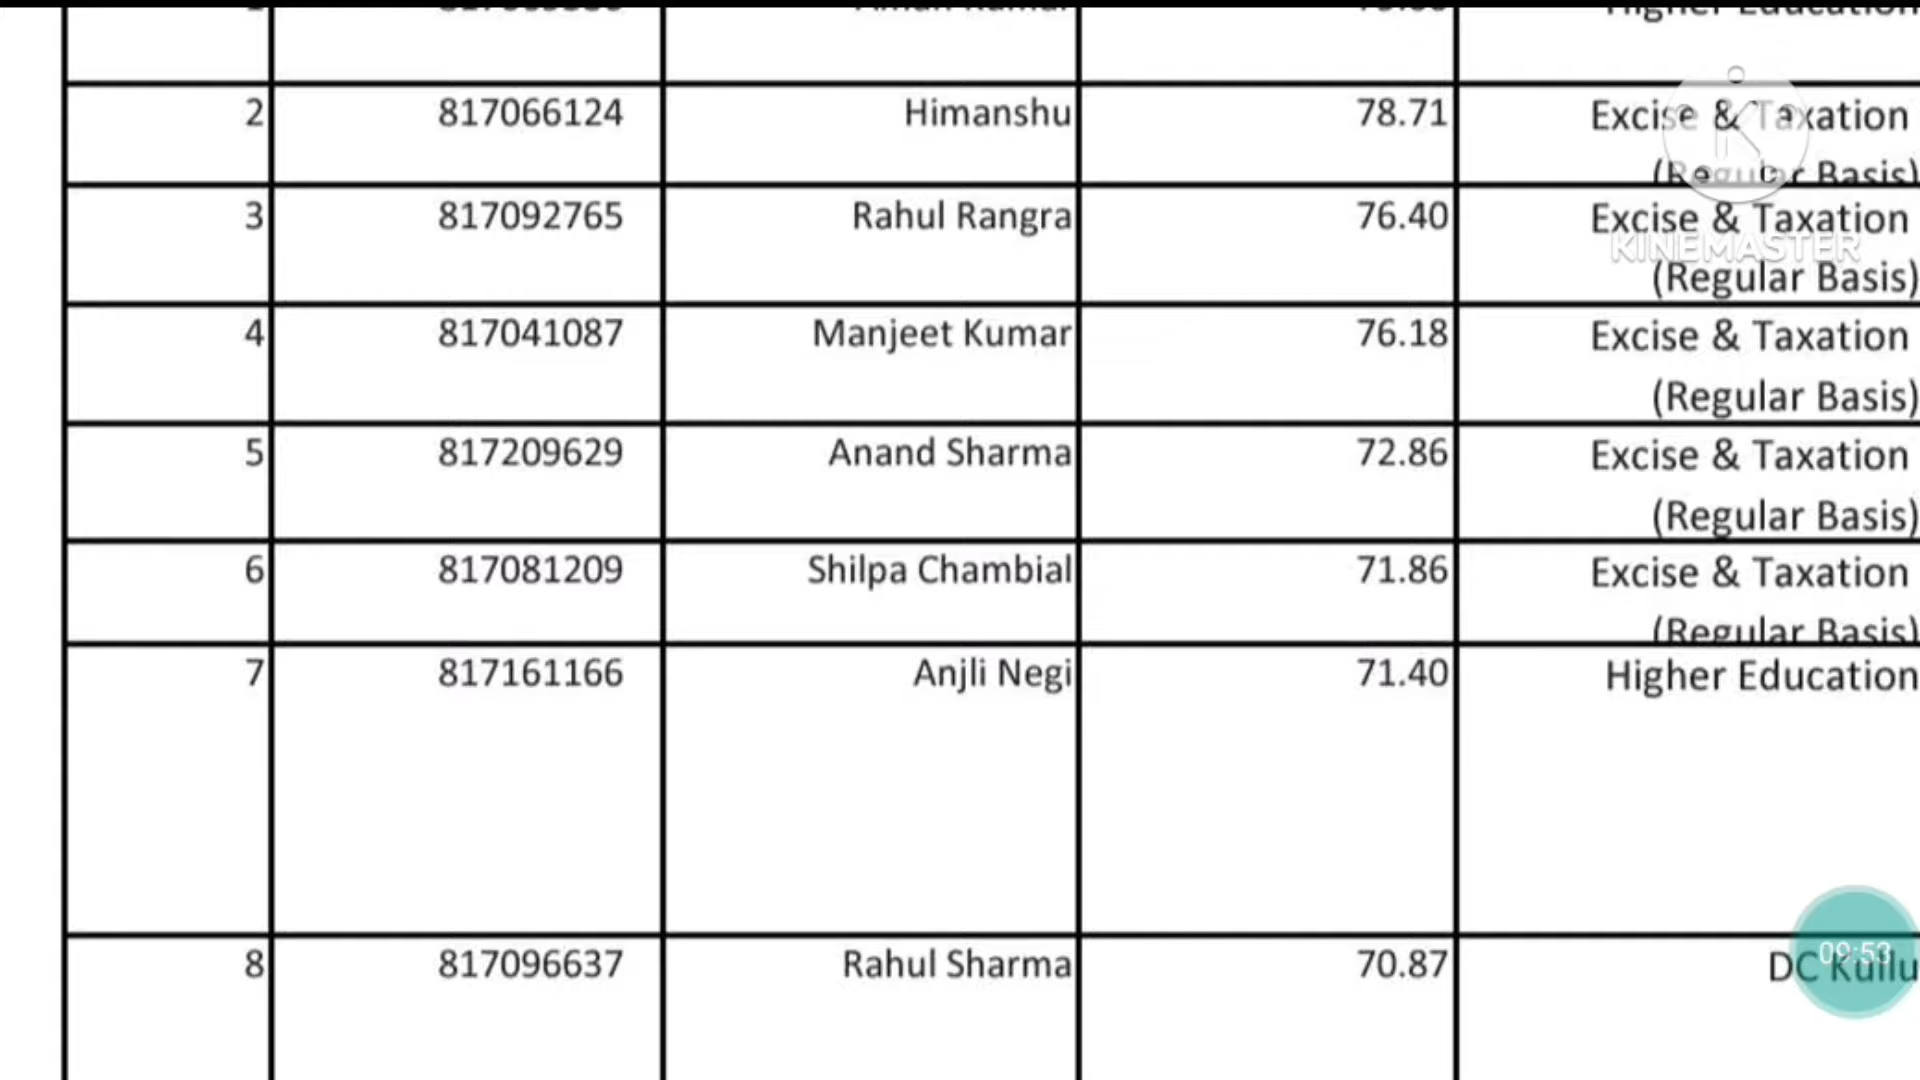 2 817066124 Himanshu 78.71 Excise & Taxation
(Regular Basis)
3 817092765 Rahul Rangra 76.40 Excise & Taxation
(Regular Basis)
4 817041087 Manjeet Kumar 76.18 Excise & Taxation
(Regular Basis)
5 817209629 Anand Sharma 72.86 Excise & Taxation
(Regular Basis)
6 817081209 Shilpa Chambial 71.86 Excise & Taxation
(Regular Basis)
7 817161166 Anjli Negi 71.40 Higher Education
8 817096637 Rahul Sharma 70.87 DC Kullu
KINEMASTER
09:53